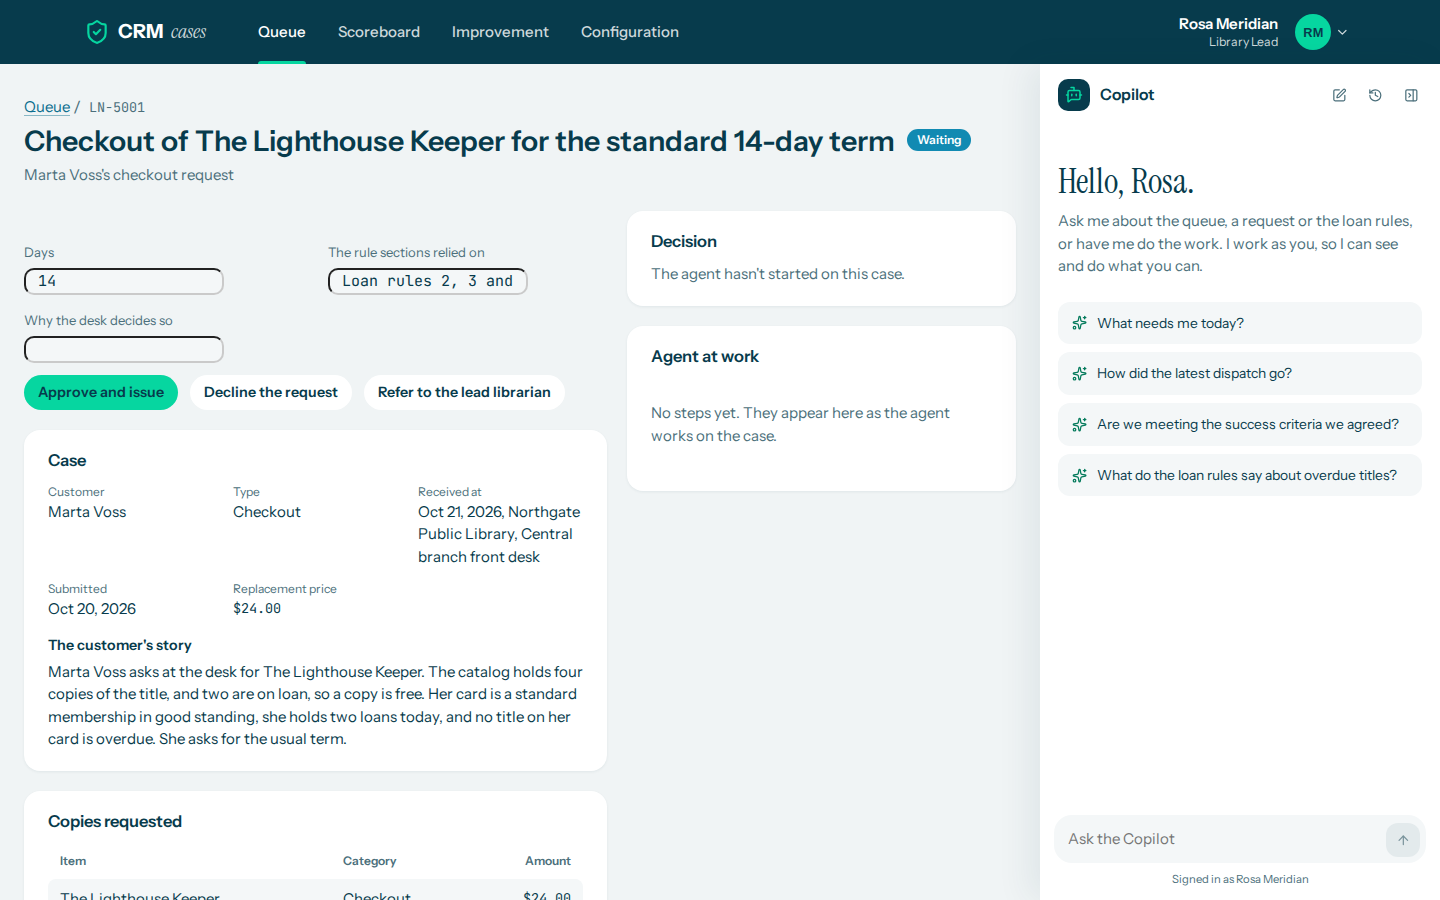 CRM cases
Queue
Scoreboard
Improvement
Configuration
Rosa Meridian
Library Lead
RM
Queue / LN-5001
Checkout of The Lighthouse Keeper for the standard 14-day term
Waiting
Marta Voss's checkout request
Days
14
The rule sections relied on
Loan rules 2, 3 and
Why the desk decides so
Approve and issue
Decline the request
Refer to the lead librarian
Case
Customer
Marta Voss
Type
Checkout
Received at
Oct 21, 2026, Northgate
Public Library, Central
branch front desk
Submitted
Oct 20, 2026
Replacement price
$24.00
The customer's story
Marta Voss asks at the desk for The Lighthouse Keeper. The catalog holds four
copies of the title, and two are on loan, so a copy is free. Her card is a standard
membership in good standing, she holds two loans today, and no title on her
card is overdue. She asks for the usual term.
Copies requested
Item
Category
Amount
The Lighthouse Keeper
Checkout
$24.00
Decision
The agent hasn't started on this case.
Agent at work
No steps yet. They appear here as the agent
works on the case.
Copilot
Hello, Rosa.
Ask me about the queue, a request or the loan rules,
or have me do the work. I work as you, so I can see
and do what you can.
What needs me today?
How did the latest dispatch go?
Are we meeting the success criteria we agreed?
What do the loan rules say about overdue titles?
Ask the Copilot
Signed in as Rosa Meridian